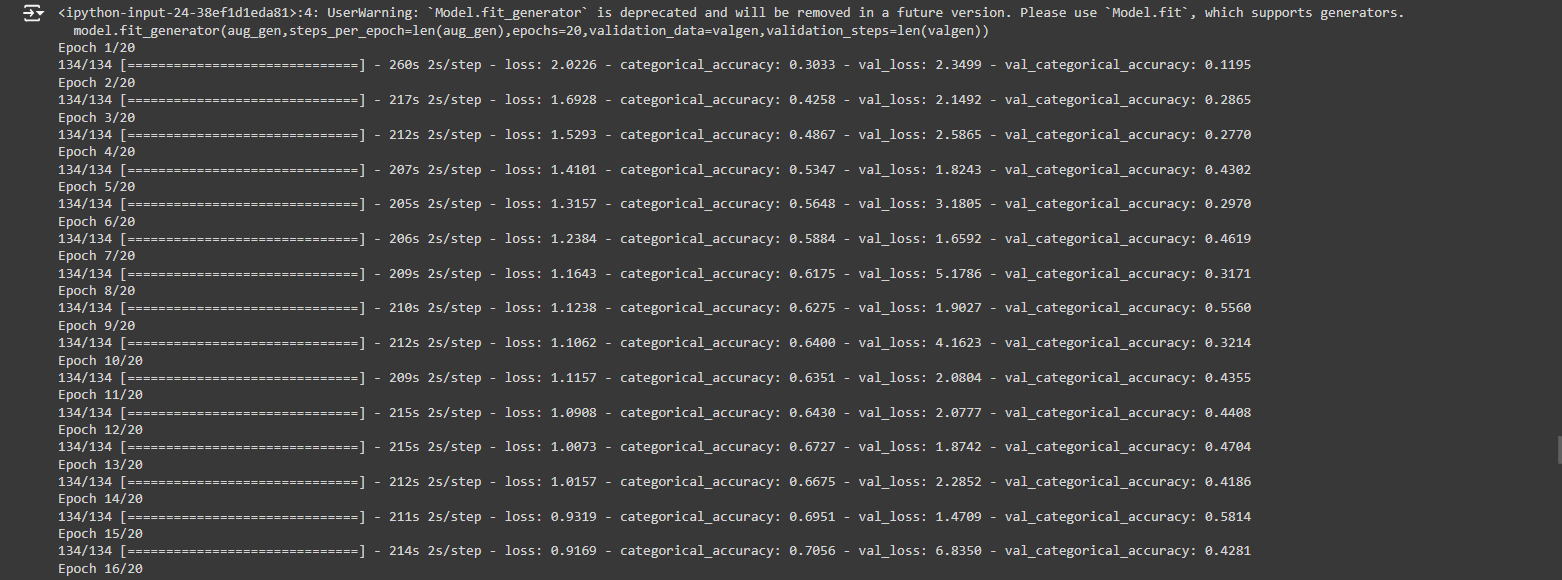 <ipython-input-24-38ef1d1eda81>:4: UserWarning: `Model.fit_generator` is deprecated and will be removed in a future version. Please use `Model.fit`, which supports generators.
  model.fit_generator(aug_gen,steps_per_epoch=len(aug_gen),epochs=20,validation_data=valgen,validation_steps=len(valgen))
Epoch 1/20
134/134 [==============================] - 260s 2s/step - loss: 2.0226 - categorical_accuracy: 0.3033 - val_loss: 2.3499 - val_categorical_accuracy: 0.1195
Epoch 2/20
134/134 [==============================] - 217s 2s/step - loss: 1.6928 - categorical_accuracy: 0.4258 - val_loss: 2.1492 - val_categorical_accuracy: 0.2865
Epoch 3/20
134/134 [==============================] - 212s 2s/step - loss: 1.5293 - categorical_accuracy: 0.4867 - val_loss: 2.5865 - val_categorical_accuracy: 0.2770
Epoch 4/20
134/134 [==============================] - 207s 2s/step - loss: 1.4101 - categorical_accuracy: 0.5347 - val_loss: 1.8243 - val_categorical_accuracy: 0.4302
Epoch 5/20
134/134 [==============================] - 205s 2s/step - loss: 1.3157 - categorical_accuracy: 0.5648 - val_loss: 3.1805 - val_categorical_accuracy: 0.2970
Epoch 6/20
134/134 [==============================] - 206s 2s/step - loss: 1.2384 - categorical_accuracy: 0.5884 - val_loss: 1.6592 - val_categorical_accuracy: 0.4619
Epoch 7/20
134/134 [==============================] - 209s 2s/step - loss: 1.1643 - categorical_accuracy: 0.6175 - val_loss: 5.1786 - val_categorical_accuracy: 0.3171
Epoch 8/20
134/134 [==============================] - 210s 2s/step - loss: 1.1238 - categorical_accuracy: 0.6275 - val_loss: 1.9027 - val_categorical_accuracy: 0.5560
Epoch 9/20
134/134 [==============================] - 212s 2s/step - loss: 1.1062 - categorical_accuracy: 0.6400 - val_loss: 4.1623 - val_categorical_accuracy: 0.3214
Epoch 10/20
134/134 [==============================] - 209s 2s/step - loss: 1.1157 - categorical_accuracy: 0.6351 - val_loss: 2.0804 - val_categorical_accuracy: 0.4355
Epoch 11/20
134/134 [==============================] - 215s 2s/step - loss: 1.0908 - categorical_accuracy: 0.6430 - val_loss: 2.0777 - val_categorical_accuracy: 0.4408
Epoch 12/20
134/134 [==============================] - 215s 2s/step - loss: 1.0073 - categorical_accuracy: 0.6727 - val_loss: 1.8742 - val_categorical_accuracy: 0.4704
Epoch 13/20
134/134 [==============================] - 212s 2s/step - loss: 1.0157 - categorical_accuracy: 0.6675 - val_loss: 2.2852 - val_categorical_accuracy: 0.4186
Epoch 14/20
134/134 [==============================] - 211s 2s/step - loss: 0.9319 - categorical_accuracy: 0.6951 - val_loss: 1.4709 - val_categorical_accuracy: 0.5814
Epoch 15/20
134/134 [==============================] - 214s 2s/step - loss: 0.9169 - categorical_accuracy: 0.7056 - val_loss: 6.8350 - val_categorical_accuracy: 0.4281
Epoch 16/20